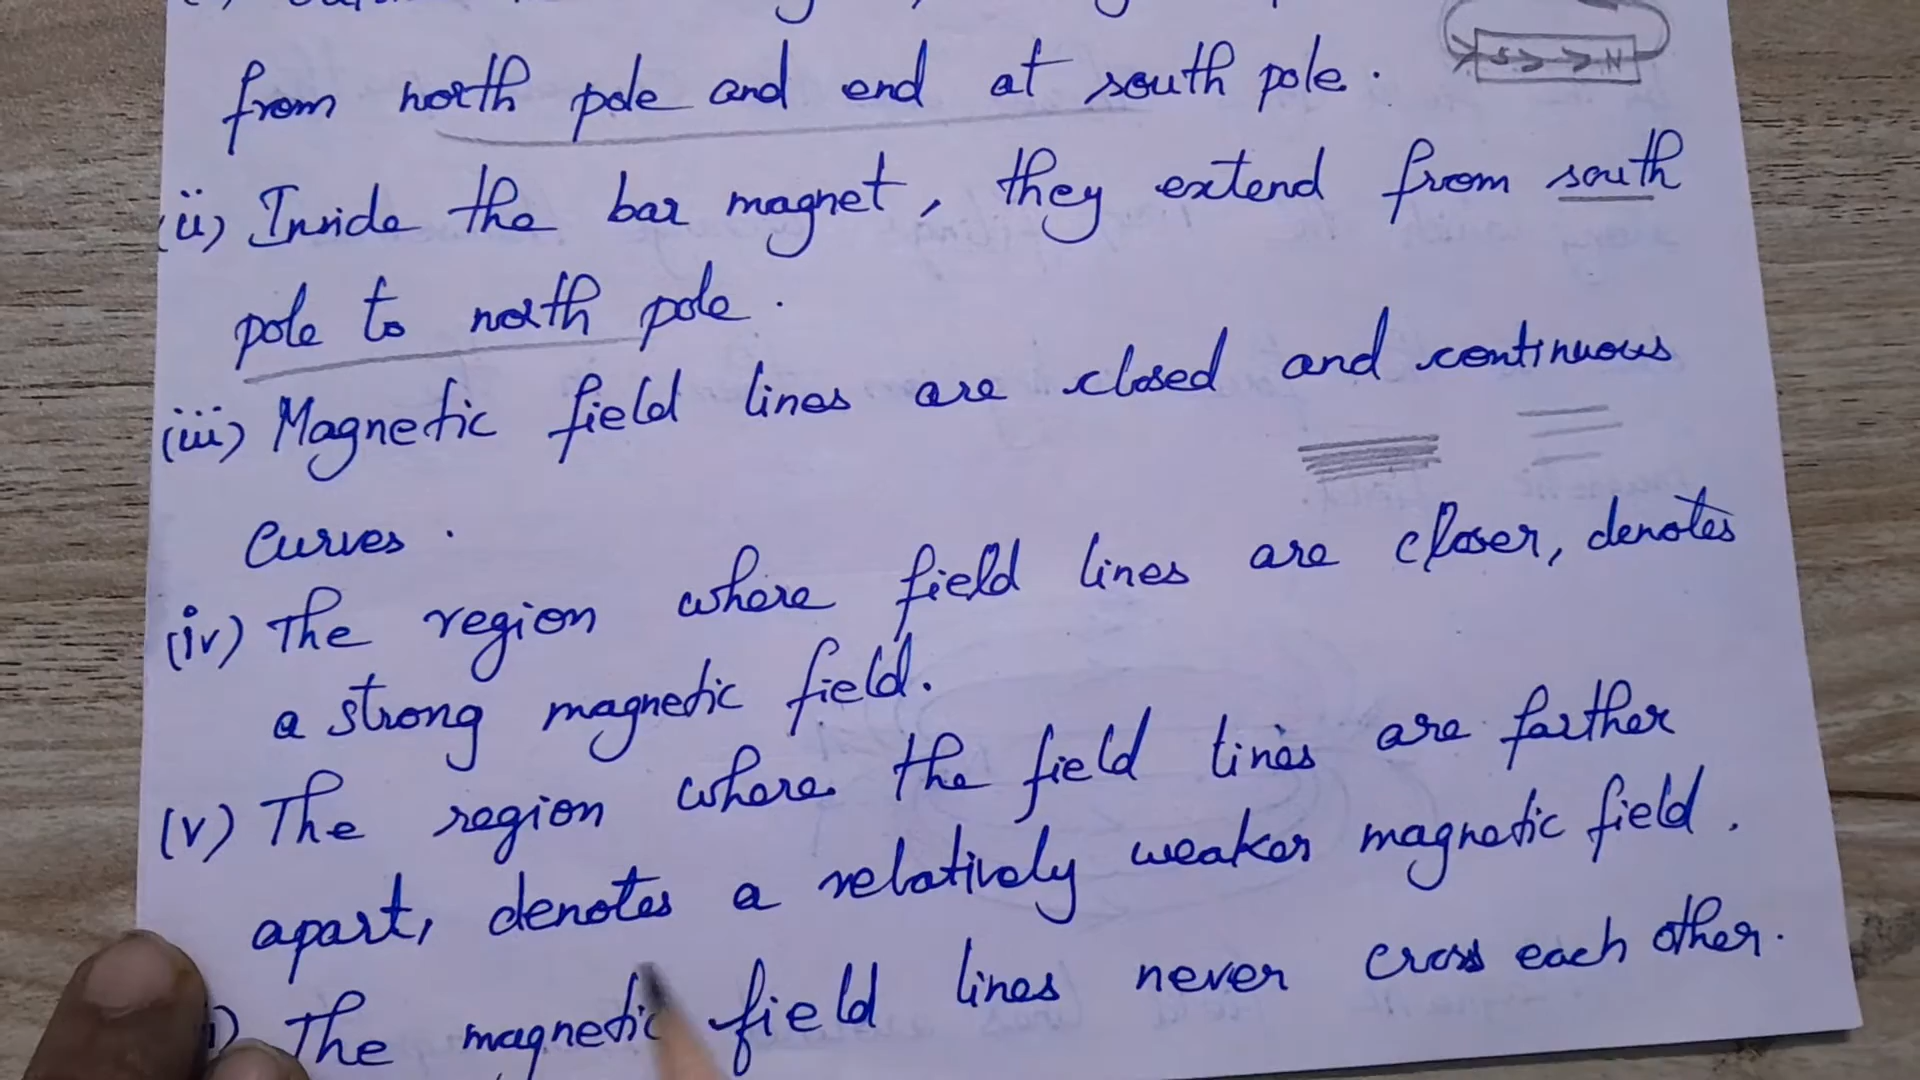 from north pole and end at south pole.
S N
(ii) Inside the bar magnet, they extend from south
pole to north pole.
(iii) Magnetic field lines are closed and continuous
curves.
(iv) The region where field lines are closer, denotes
a strong magnetic field.
(v) The region where the field lines are farther
apart, denotes a relatively weaker magnetic field.
The magnetic field lines never cross each other.